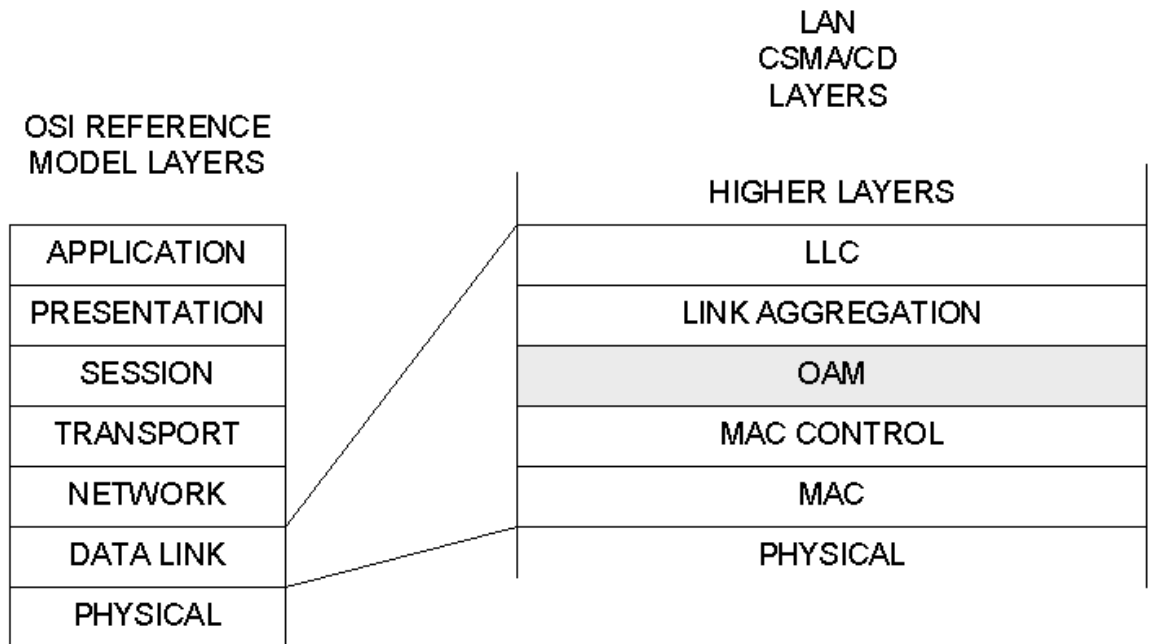 OSI REFERENCE
MODEL LAYERS
APPLICATION
PRESENTATION
SESSION
TRANSPORT
NETWORK
DATA LINK
PHYSICAL
LAN
CSMA/CD
LAYERS
HIGHER LAYERS
LLC
LINK AGGREGATION
OAM
MAC CONTROL
MAC
PHYSICAL